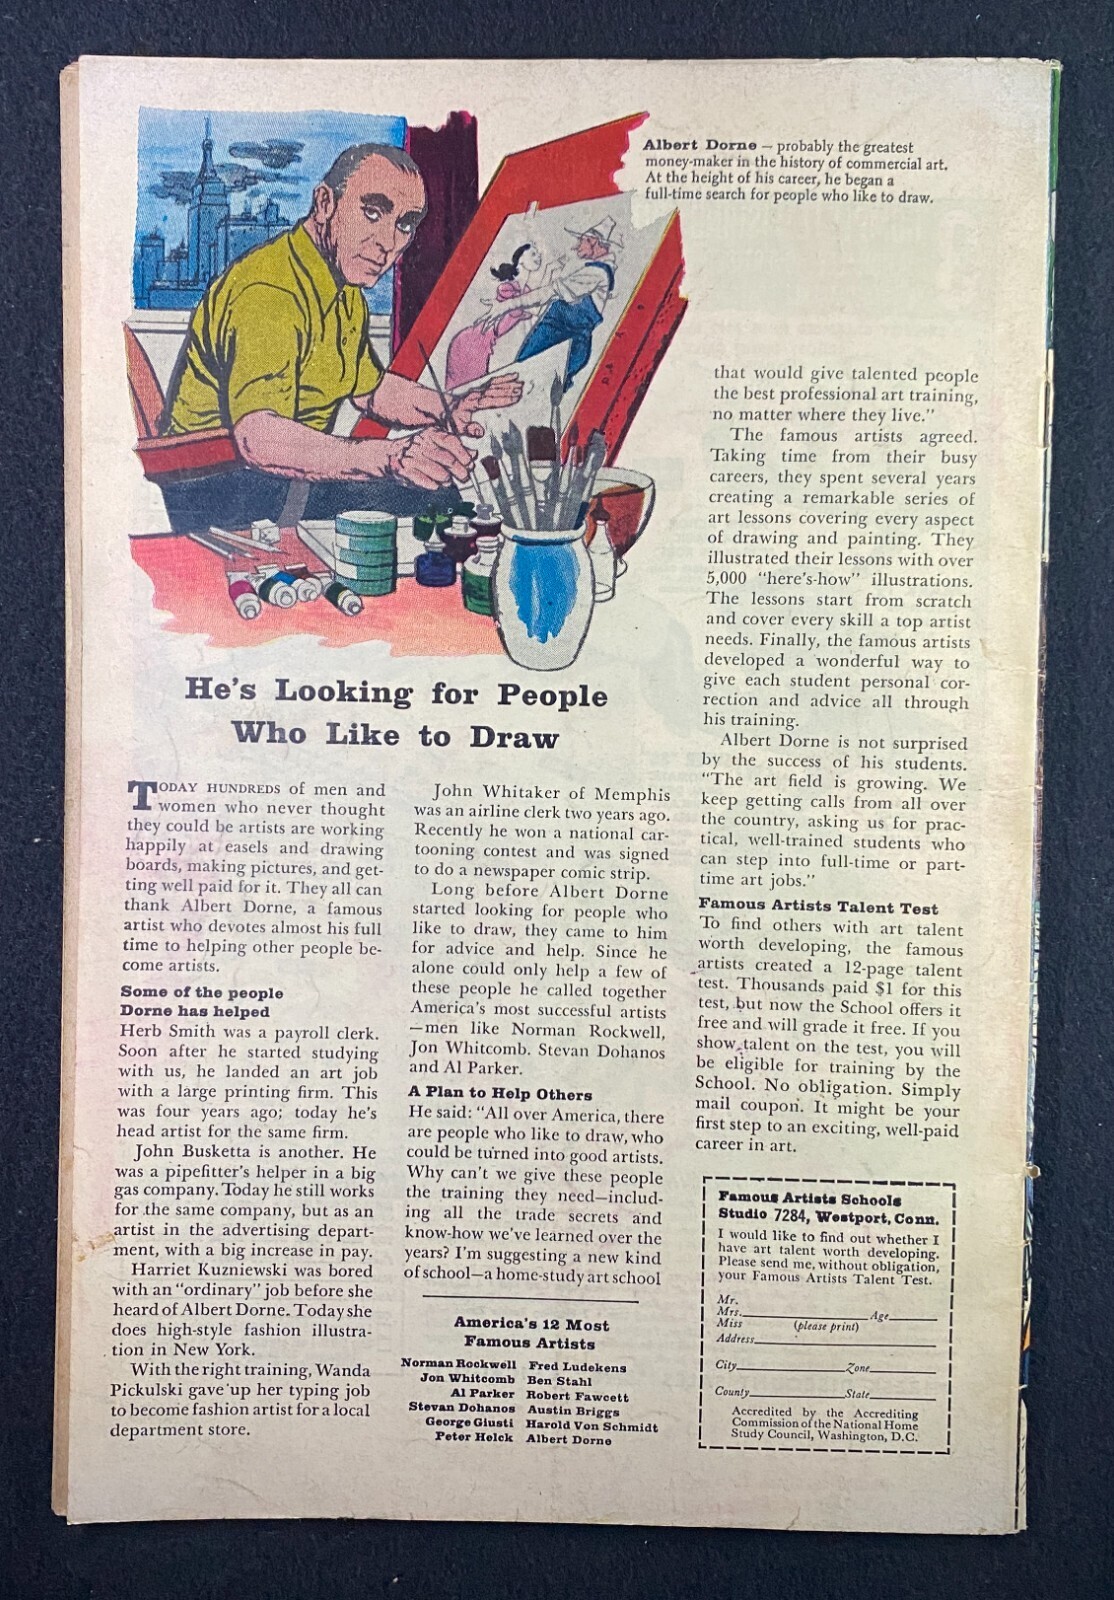 Albert Dorne — probably the greatest
money-maker in the history of commercial art.
At the height of his career, he began a
full-time search for people who like to draw.
He's Looking for People
Who Like to Draw
TODAY HUNDREDS of men and
women who never thought
they could be artists are working
happily at easels and drawing
boards, making pictures, and get-
ting well paid for it. They all can
thank Albert Dorne, a famous
artist who devotes almost his full
time to helping other people be-
come artists.
Some of the people
Dorne has helped
Herb Smith was a payroll clerk.
Soon after he started studying
with us, he landed an art job
with a large printing firm. This
was four years ago; today he's
head artist for the same firm.
John Busketta is another. He
was a pipefitter's helper in a big
gas company. Today he still works
for the same company, but as an
artist in the advertising depart-
ment, with a big increase in pay.
Harriet Kuzniewski was bored
with an "ordinary" job before she
heard of Albert Dorne. Today she
does high-style fashion illustra-
tion in New York.
With the right training, Wanda
Pickulski gave up her typing job
to become fashion artist for a local
department store.
John Whitaker of Memphis
was an airline clerk two years ago.
Recently he won a national car-
tooning contest and was signed
to do a newspaper comic strip.
Long before Albert Dorne
started looking for people who
like to draw, they came to him
for advice and help. Since he
alone could only help a few of
these people he called together
America's most successful artists
—men like Norman Rockwell,
Jon Whitcomb. Stevan Dohanos
and Al Parker.
A Plan to Help Others
He said: "All over America, there
are people who like to draw, who
could be turned into good artists.
Why can't we give these people
the training they need—includ-
ing all the trade secrets and
know-how we've learned over the
years? I'm suggesting a new kind
of school—a home-study art school
that would give talented people
the best professional art training,
no matter where they live."
The famous artists agreed.
Taking time from their busy
careers, they spent several years
creating a remarkable series of
art lessons covering every aspect
of drawing and painting. They
illustrated their lessons with over
5,000 "here's-how" illustrations.
The lessons start from scratch
and cover every skill a top artist
needs. Finally, the famous artists
developed a wonderful way to
give each student personal cor-
rection and advice all through
his training.
Albert Dorne is not surprised
by the success of his students.
"The art field is growing. We
keep getting calls from all over
the country, asking us for prac-
tical, well-trained students who
can step into full-time or part-
time art jobs."
Famous Artists Talent Test
To find others with art talent
worth developing, the famous
artists created a 12-page talent
test. Thousands paid $1 for this
test, but now the School offers it
free and will grade it free. If you
show talent on the test, you will
be eligible for training by the
School. No obligation. Simply
mail coupon. It might be your
first step to an exciting, well-paid
career in art.
America's 12 Most
Famous Artists
Norman Rockwell Fred Ludekens
Jon Whitcomb Ben Stahl
Al Parker Robert Fawcett
Stevan Dohanos Austin Briggs
George Giusti Harold Von Schmidt
Peter Helck Albert Dorne
Famous Artists Schools
Studio 7284, Westport, Conn.
I would like to find out whether I
have art talent worth developing.
Please send me, without obligation,
your Famous Artists Talent Test.
Mr.
Mrs. Age
Miss (please print)
Address
City Zone
County State
Accredited by the Accrediting
Commission of the National Home
Study Council, Washington, D.C.